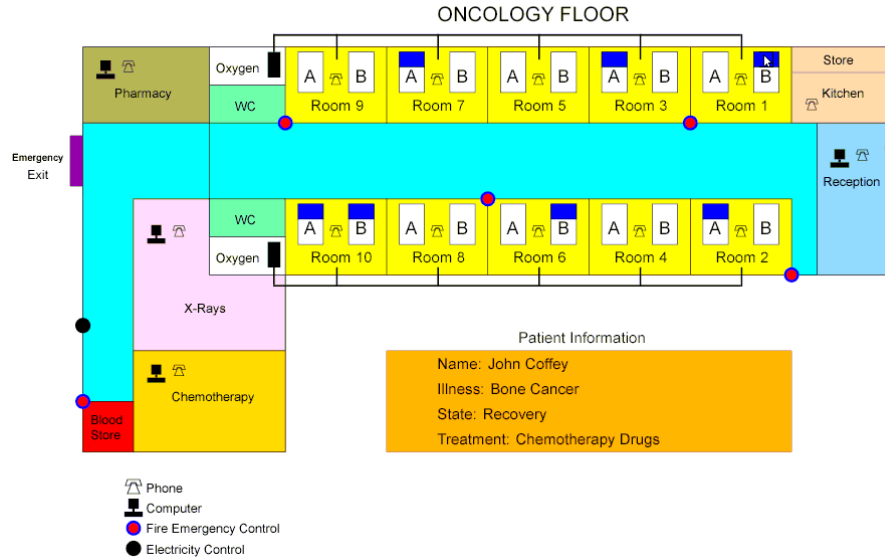 ONCOLOGY FLOOR
Pharmacy
Oxygen
WC
A B
Room 9
A B
Room 7
A B
Room 5
A B
Room 3
A B
Room 1
Store
Kitchen
Emergency
Exit
Reception
WC
Oxygen
A B
Room 10
A B
Room 8
A B
Room 6
A B
Room 4
A B
Room 2
X-Rays
Chemotherapy
Blood
Store
Patient Information
Name: John Coffey
Illness: Bone Cancer
State: Recovery
Treatment: Chemotherapy Drugs
Phone
Computer
Fire Emergency Control
Electricity Control